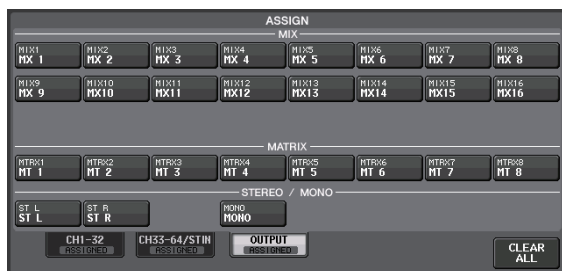 ASSIGN
MIX
MIX1 MIX2 MIX3 MIX4 MIX5 MIX6 MIX7 MIX8
MX 1 MX 2 MX 3 MX 4 MX 5 MX 6 MX 7 MX 8
MIX9 MIX10 MIX11 MIX12 MIX13 MIX14 MIX15 MIX16
MX 9 MX10 MX11 MX12 MX13 MX14 MX15 MX16
MATRIX
MTRX1 MTRX2 MTRX3 MTRX4 MTRX5 MTRX6 MTRX7 MTRX8
MT 1 MT 2 MT 3 MT 4 MT 5 MT 6 MT 7 MT 8
STEREO / MONO
ST L ST R MONO
ST L ST R MONO
CH1-32 CH33-64/STIN OUTPUT
ASSIGNED ASSIGNED ASSIGNED
CLEAR
ALL